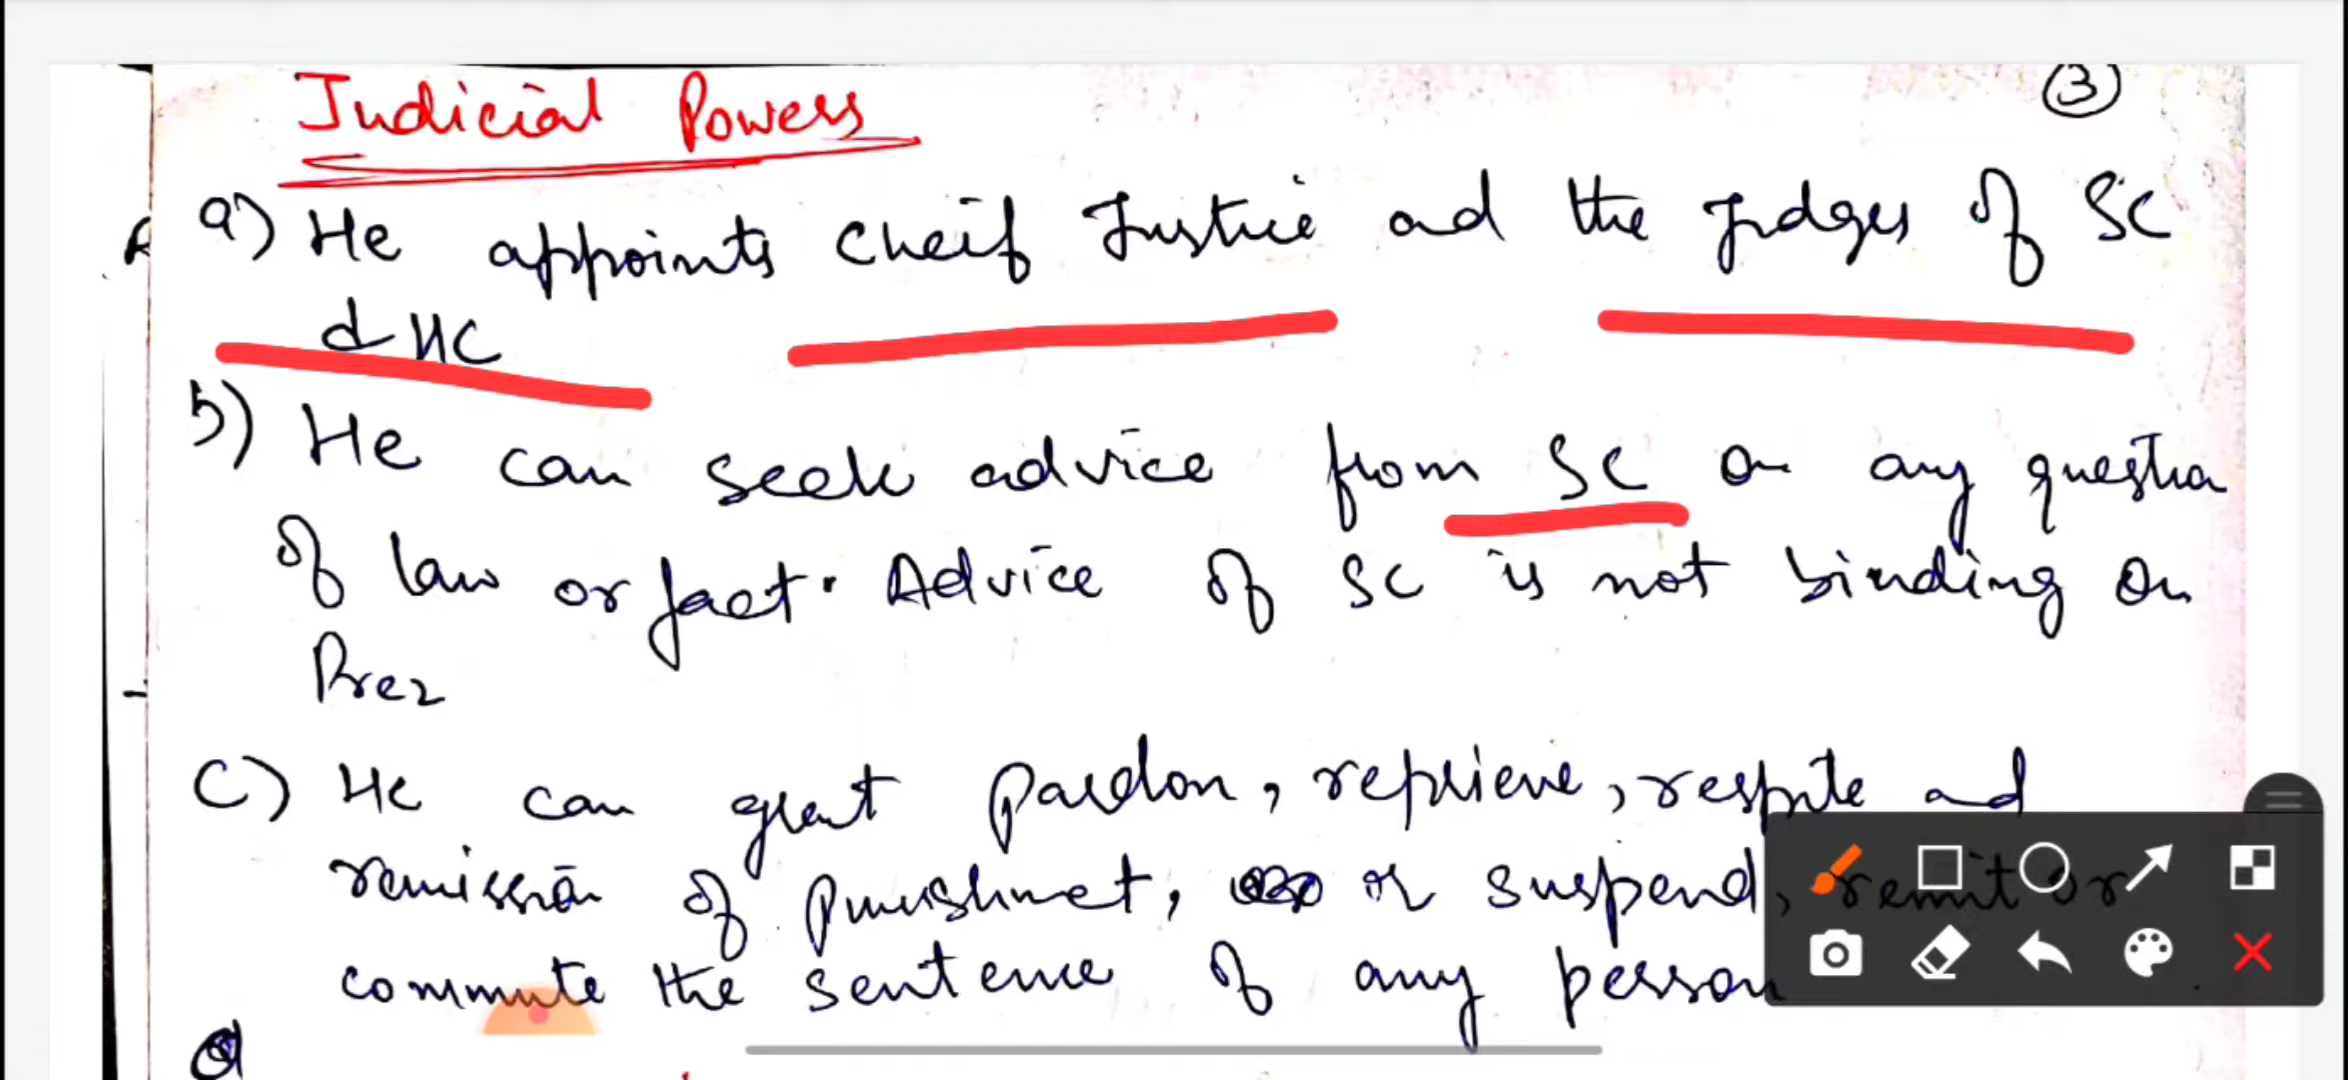 Judicial Powers
3
a) He appoints Cheif Justice and the Judges of SC
& HC
b) He can seek advice from SC on any question
of law or fact. Advice of SC is not binding on
Prez
C) He can grant pardon, reprieve, respite and
remission of Punishment, or suspend, remit or
commute the sentence of any person